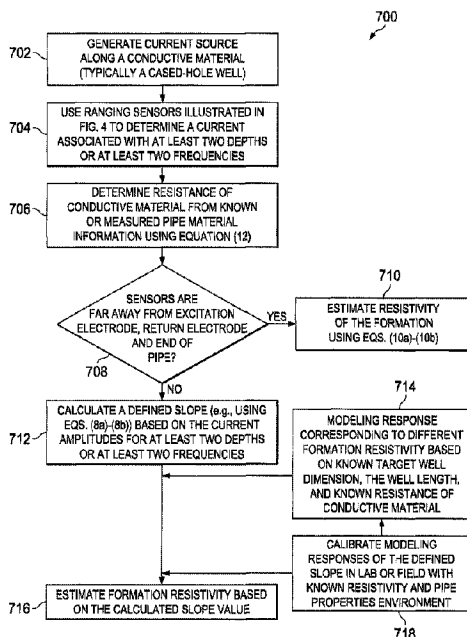 700
702
GENERATE CURRENT SOURCE
ALONG A CONDUCTIVE MATERIAL
(TYPICALLY A CASED-HOLE WELL)
704
USE RANGING SENSORS ILLUSTRATED IN
FIG. 4 TO DETERMINE A CURRENT
ASSOCIATED WITH AT LEAST TWO DEPTHS
OR AT LEAST TWO FREQUENCIES
706
DETERMINE RESISTANCE OF
CONDUCTIVE MATERIAL FROM KNOWN
OR MEASURED PIPE MATERIAL
INFORMATION USING EQUATION (12)
SENSORS ARE
FAR AWAY FROM EXCITATION
ELECTRODE, RETURN ELECTRODE
AND END OF
PIPE?
708
YES
710
ESTIMATE RESISTIVITY
OF THE FORMATION
USING EQS. (10a)-(10b)
NO
712
CALCULATE A DEFINED SLOPE (e.g., USING
EQS. (8a)-(8b)) BASED ON THE CURRENT
AMPLITUDES FOR AT LEAST TWO DEPTHS
OR AT LEAST TWO FREQUENCIES
714
MODELING RESPONSE
CORRESPONDING TO DIFFERENT
FORMATION RESISTIVITY BASED
ON KNOWN TARGET WELL
DIMENSION, THE WELL LENGTH,
AND KNOWN RESISTANCE OF
CONDUCTIVE MATERIAL
CALIBRATE MODELING
RESPONSES OF THE DEFINED
SLOPE IN LAB OR FIELD WITH
KNOWN RESISTIVITY AND PIPE
PROPERTIES ENVIRONMENT
718
716
ESTIMATE FORMATION RESISTIVITY
BASED ON THE CALCULATED SLOPE VALUE